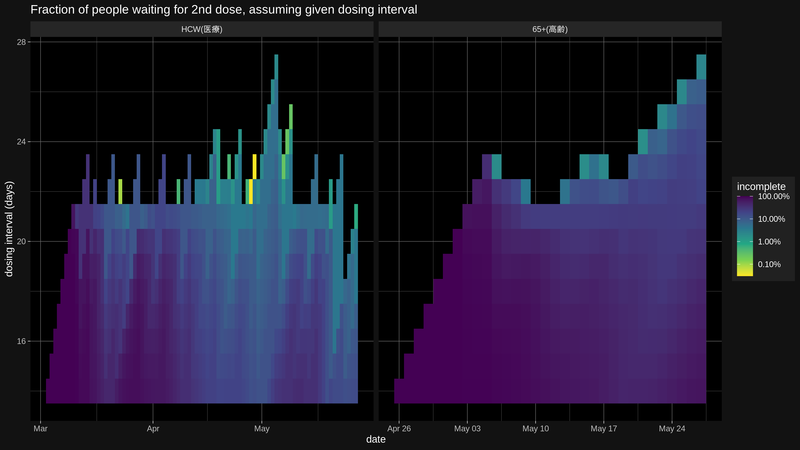 Fraction of people waiting for 2nd dose, assuming given dosing interval
HCW(医療)
65+(高齢)
dosing interval (days)
28
24
20
16
Mar
Apr
May
Apr 26
May 03
May 10
May 17
May 24
date
incomplete
100.00%
10.00%
1.00%
0.10%